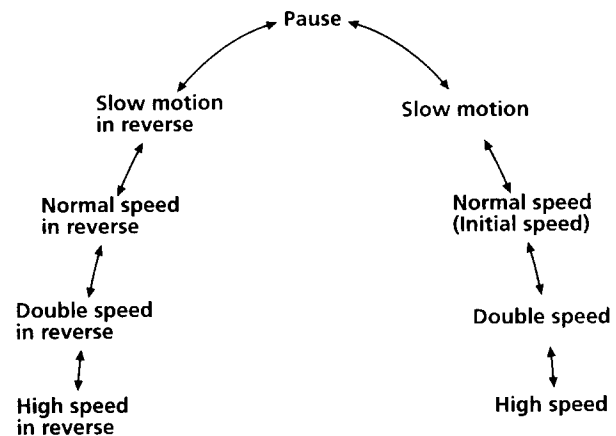 Pause
Slow motion
in reverse
Slow motion
Normal speed
in reverse
Normal speed
(Initial speed)
Double speed
in reverse
Double speed
High speed
in reverse
High speed